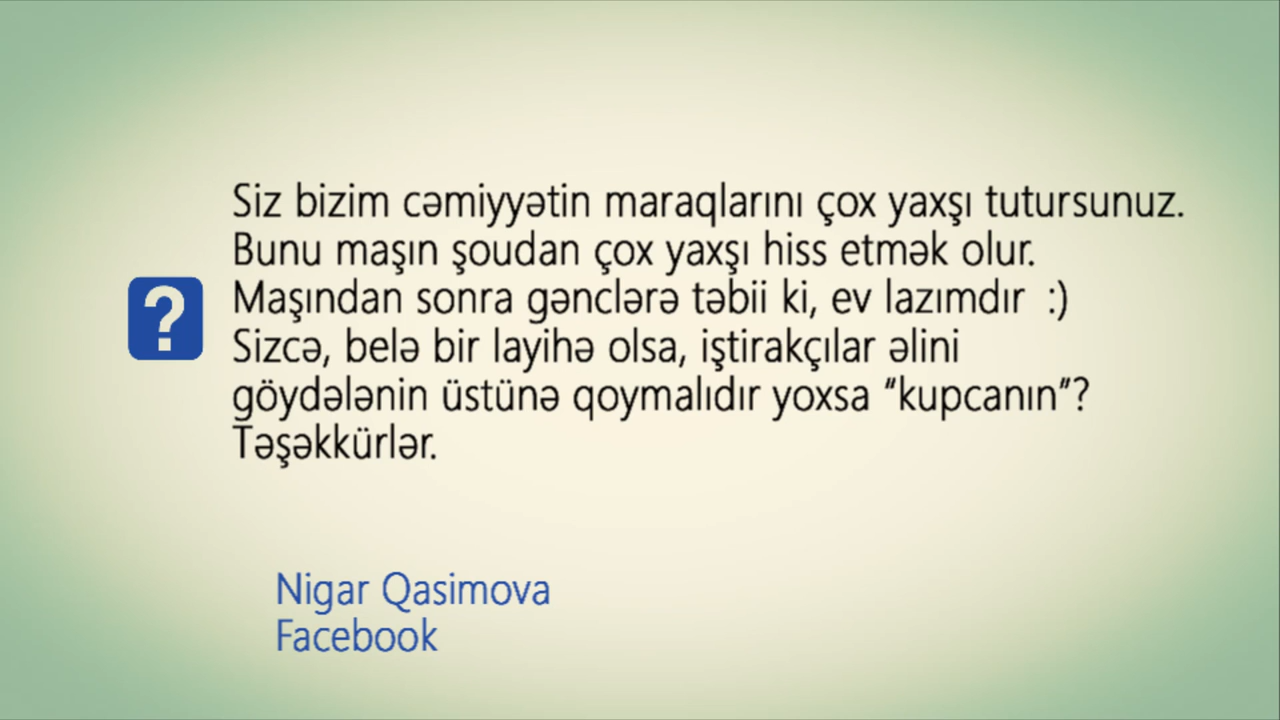 Siz bizim cəmiyyətin maraqlarını çox yaxşı tutursunuz.
Bunu maşın şoudan çox yaxşı hiss etmək olur.
Maşından sonra gənclərə təbii ki, ev lazımdır :)
?
Sizcə, belə bir layihə olsa, iştirakçılar əlini
göydələnin üstünə qoymalıdır yoxsa "kupcanın"?
Təşəkkürlər.
Nigar Qasimova
Facebook